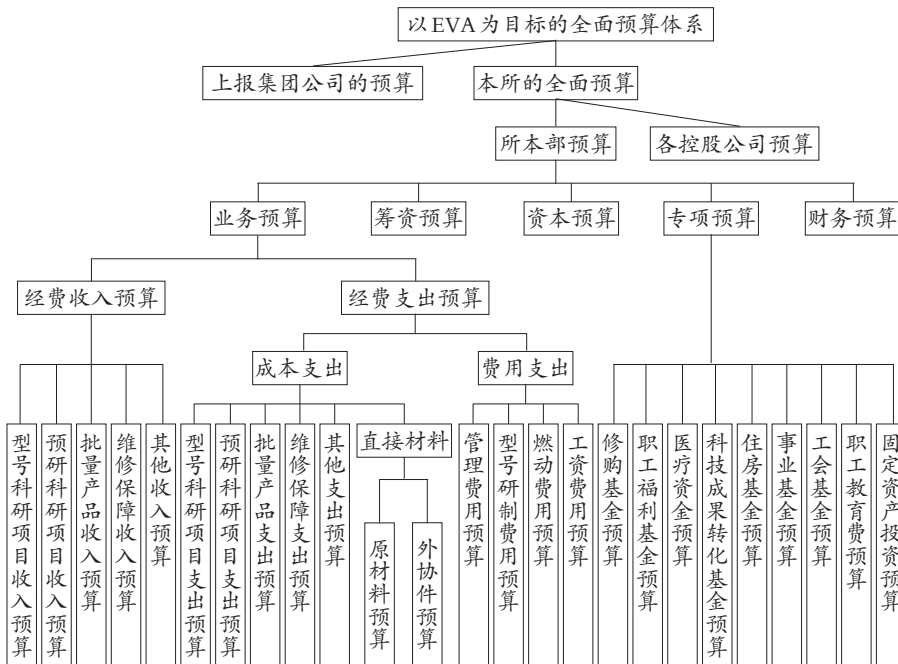 以EVA为目标的全面预算体系
上报集团公司的预算
本所的全面预算
所本部预算
各控股公司预算
业务预算
筹资预算
资本预算
专项预算
财务预算
经费收入预算
经费支出预算
成本支出
费用支出
型号科研项目收入预算
预研科研项目收入预算
批量产品收入预算
维修保障收入预算
其他收入预算
型号科研项目支出预算
预研科研项目支出预算
批量产品支出预算
维修保障支出预算
其他支出预算
直接材料
原材料预算
外协件预算
管理费用预算
型号研制费用预算
燃动费用预算
工资费用预算
修购基金预算
职工福利基金预算
医疗资金预算
科技成果转化基金预算
住房基金预算
事业基金预算
工会基金预算
职工教育费预算
固定资产投资预算